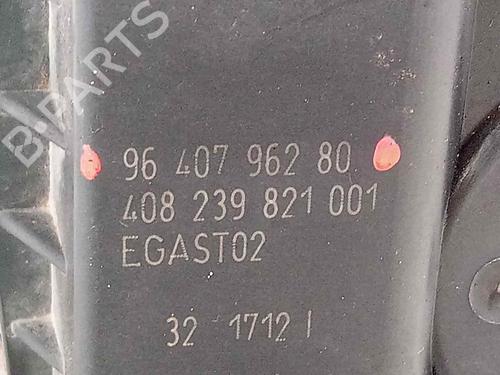 B-PARTS
96 407 962 80
408 239 821 001
EGAST02
32 1712 I